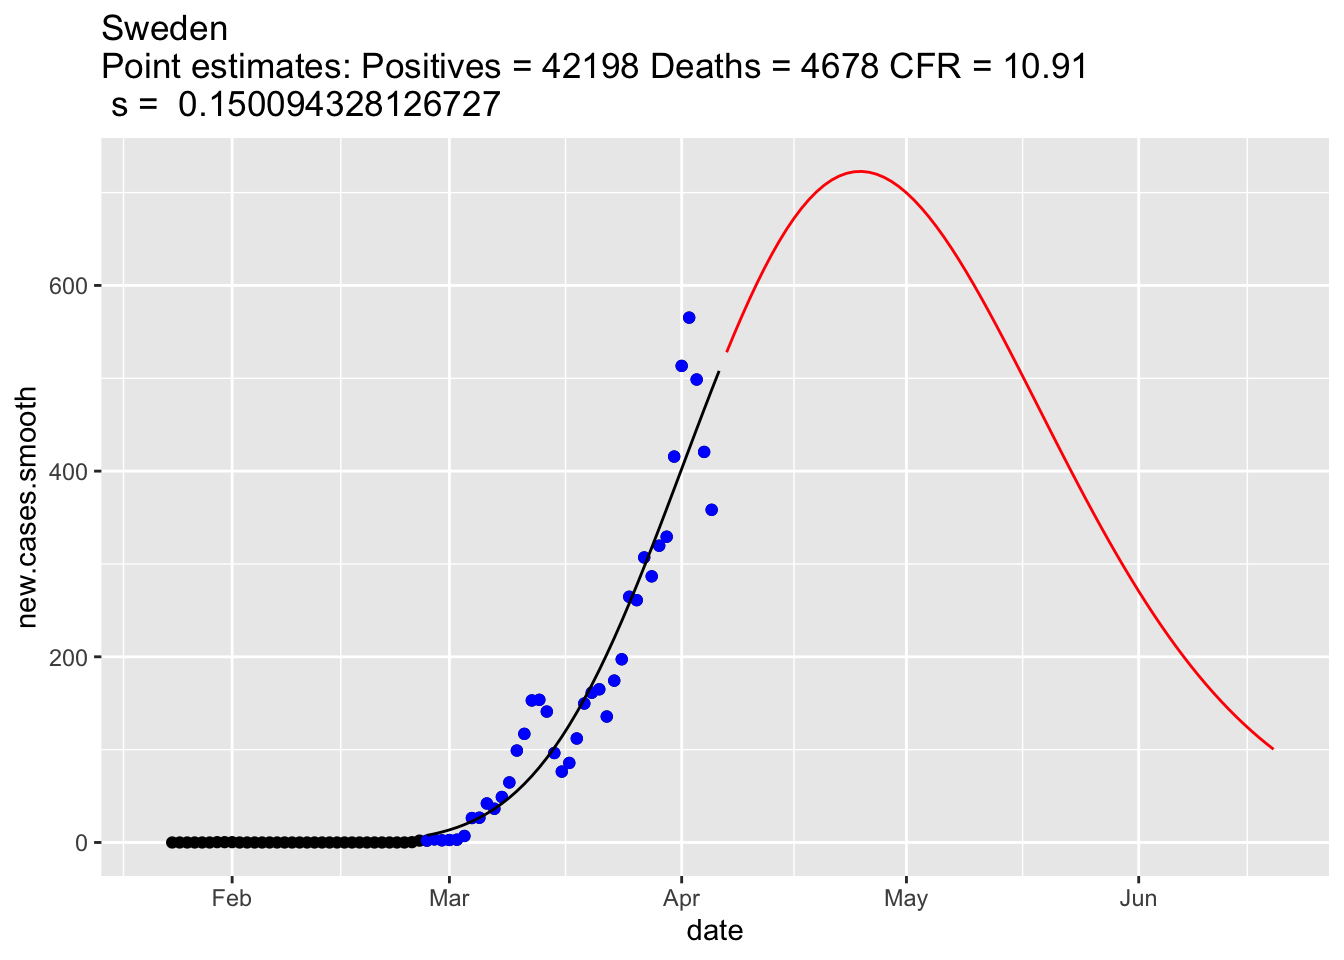 Sweden
Point estimates: Positives = 42198 Deaths = 4678 CFR = 10.91
s = 0.150094328126727
new.cases.smooth
600
400
200
0
Feb Mar Apr May Jun
date